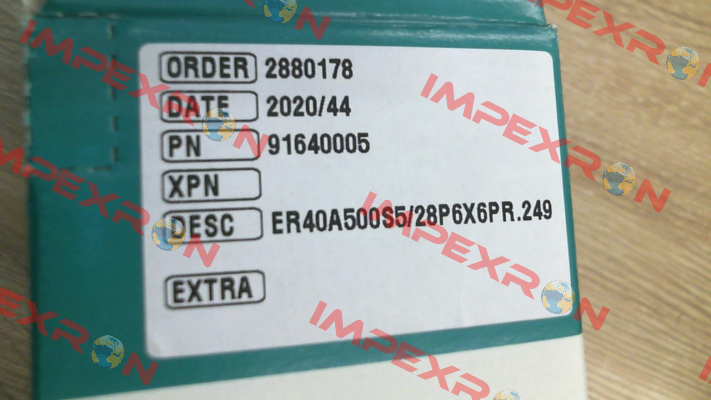 ORDER 2880178
DATE 2020/44
PN 91640005
XPN
DESC ER40A500S5/28P6X6PR.249
EXTRA
IMPEXRON
IMPEXRON
IMPEXRON
IMPEXRON
IMPEXRON
IMPEXRON